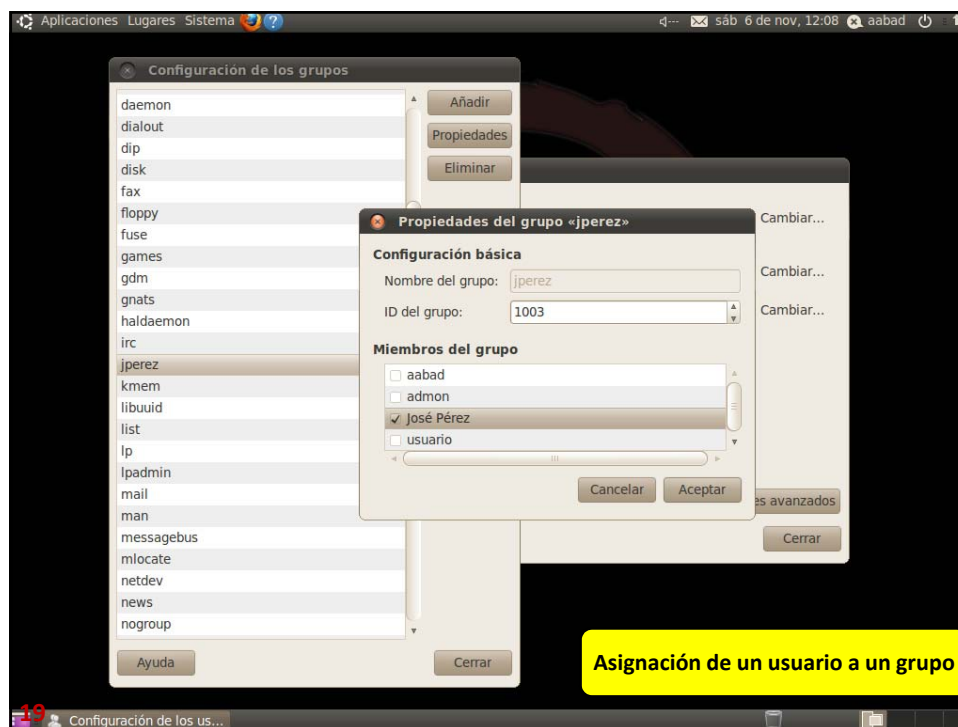 Aplicaciones Lugares Sistema
sáb 6 de nov, 12:08 aabad
Configuración de los grupos
daemon
dialout
dip
disk
fax
floppy
fuse
games
gdm
gnats
haldaemon
irc
jperez
kmem
libuuid
list
lp
lpadmin
mail
man
messagebus
mlocate
netdev
news
nogroup
Añadir
Propiedades
Eliminar
Ayuda
Cerrar
Cambiar...
Cambiar...
Cambiar...
es avanzados
Cerrar
Propiedades del grupo «jperez»
Configuración básica
Nombre del grupo: jperez
ID del grupo: 1003
Miembros del grupo
aabad
admon
José Pérez
usuario
Cancelar
Aceptar
Asignación de un usuario a un grupo
19
Configuración de los us...